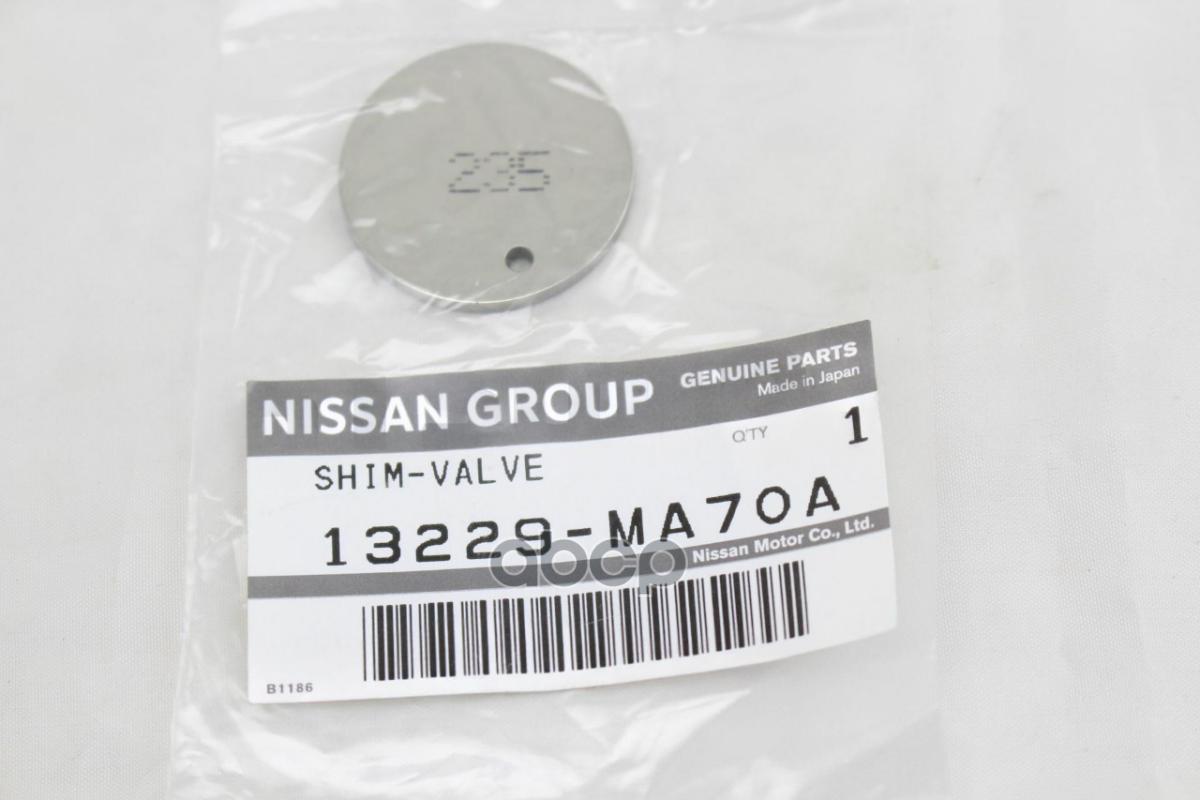 235
NISSAN GROUP
GENUINE PARTS
Made in Japan
Q'TY 1
SHIM-VALVE
13229-MA70A
abcp
Nissan Motor Co., Ltd.
B1186